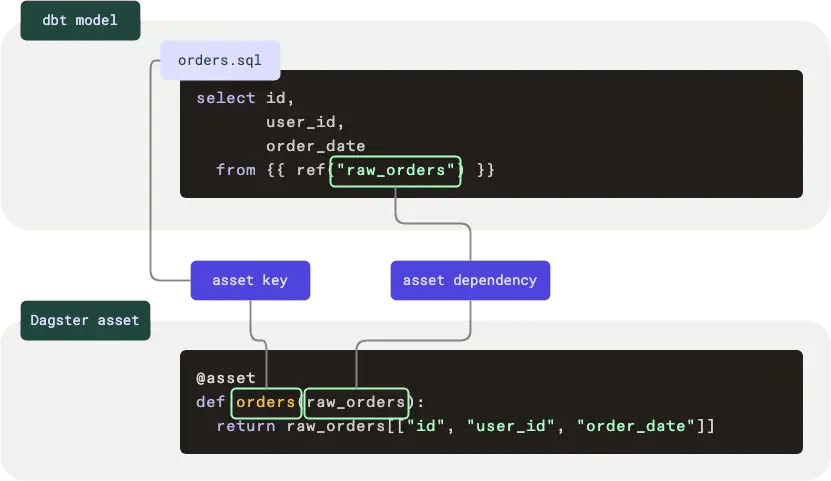 dbt model
orders.sql
select id,
user_id,
order_date
from {{ ref("raw_orders") }}
asset key
asset dependency
Dagster asset
@asset
def orders(raw_orders):
return raw_orders[["id", "user_id", "order_date"]]